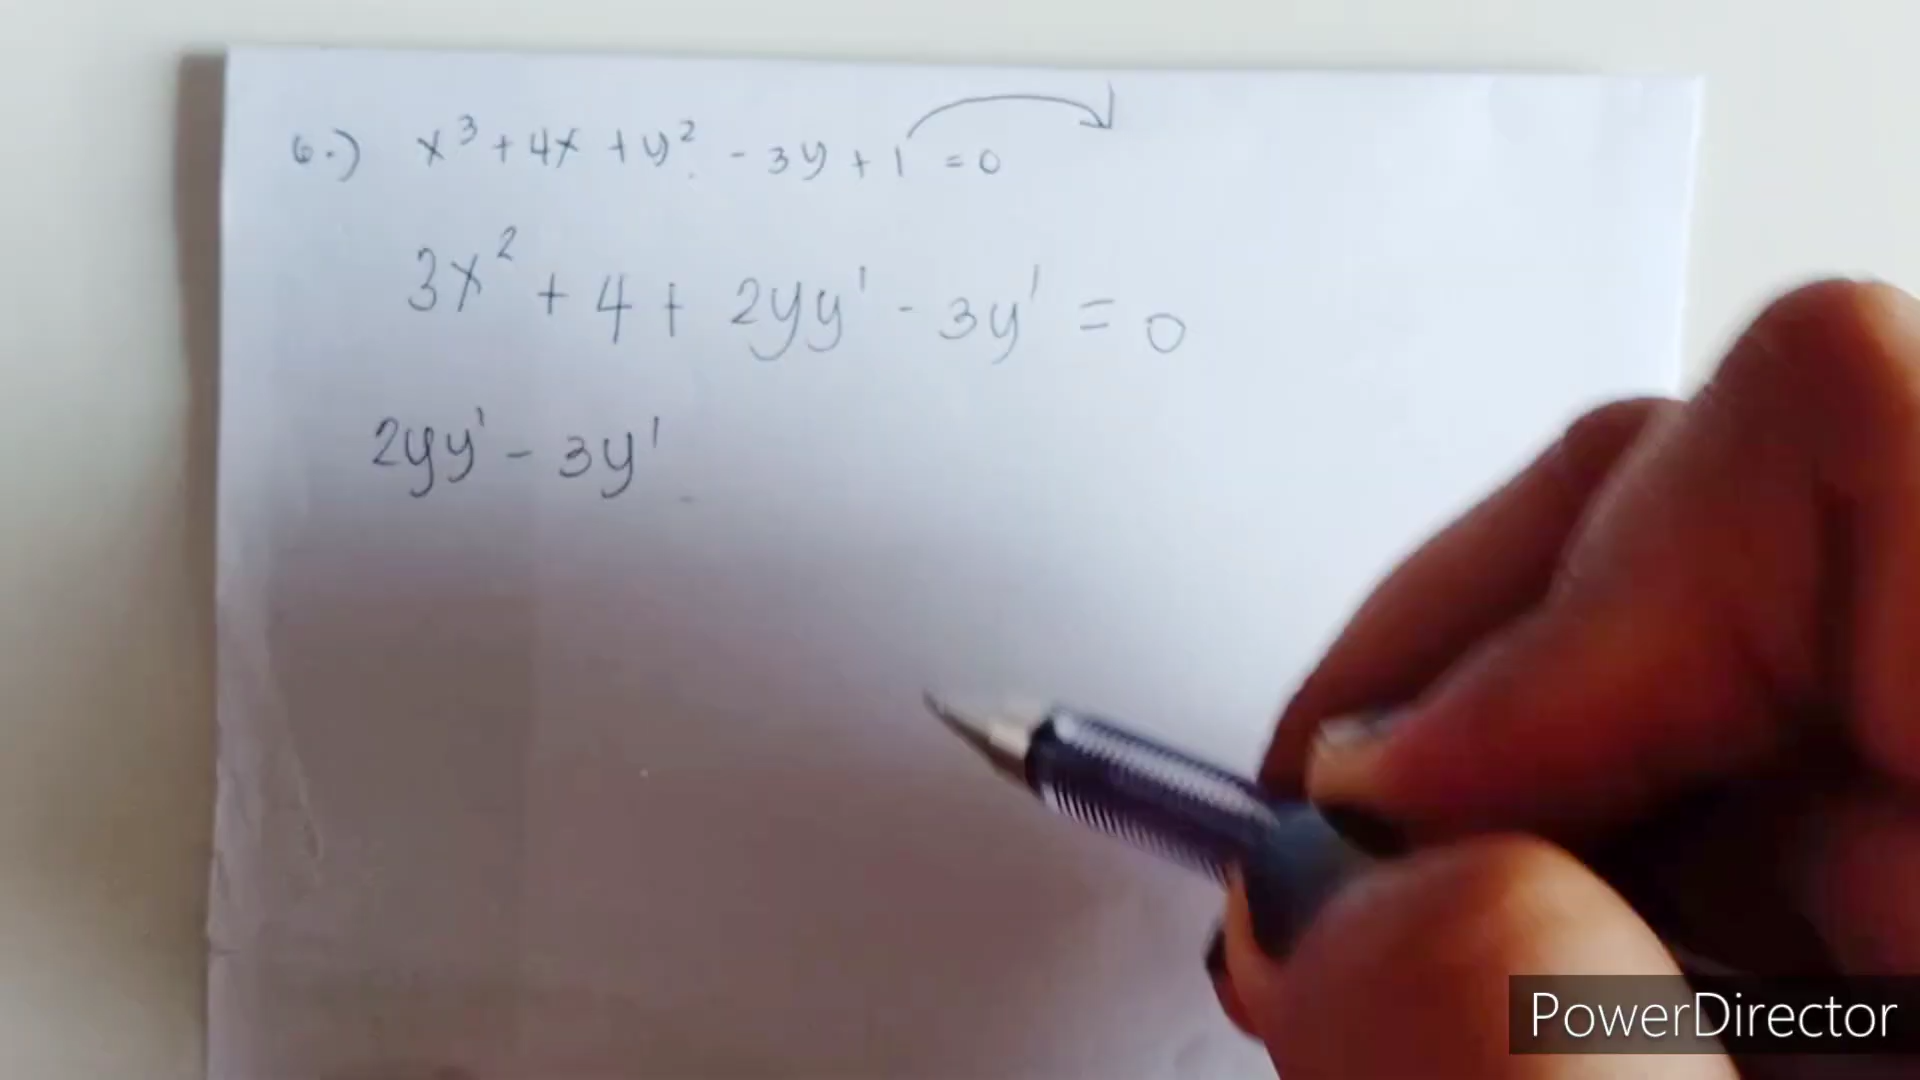 6.) x³ + 4x + y² - 3y + 1 = 0
3x² + 4 + 2yy' - 3y' = 0
2yy' - 3y'
PowerDirector